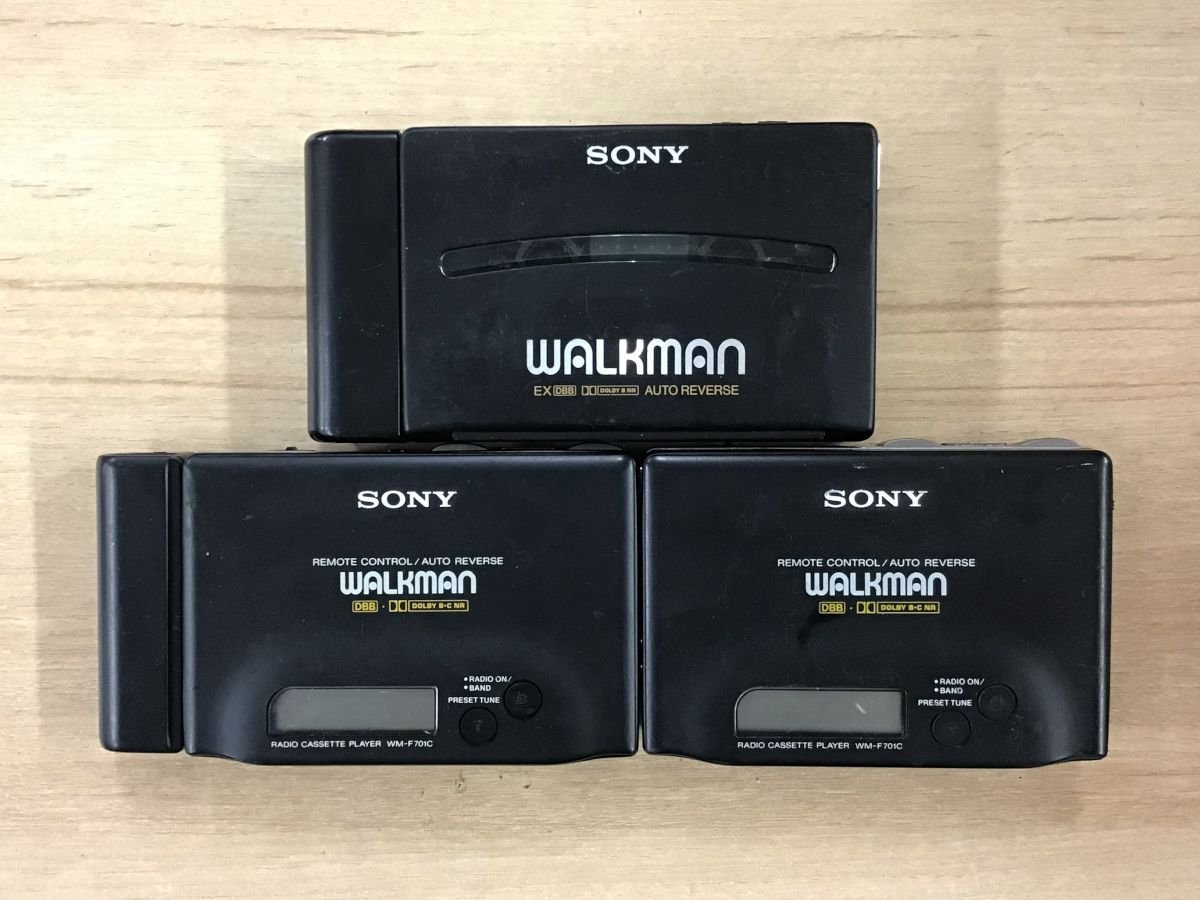 SONY
REV FWD
WALKMAN
EX DBB DOLBY B NR AUTO REVERSE
SONY
REMOTE CONTROL/AUTO REVERSE
WALKMAN
DBB · DOLBY B-C NR
• RADIO ON/
• BAND
PRESET TUNE
B
T
RADIO CASSETTE PLAYER WM-F701C
SONY
REMOTE CONTROL/AUTO REVERSE
WALKMAN
DBB · DOLBY B-C NR
• RADIO ON/
• BAND
PRESET TUNE
RADIO CASSETTE PLAYER WM-F701C